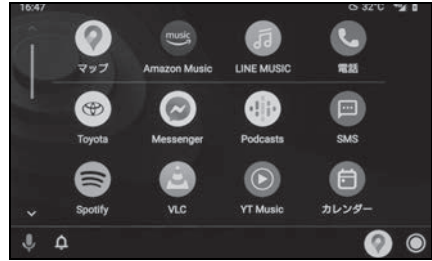 16:47
32℃
マップ
music
Amazon Music
LINE MUSIC
電話
Toyota
Messenger
Podcasts
SMS
Spotify
VLC
YT Music
カレンダー